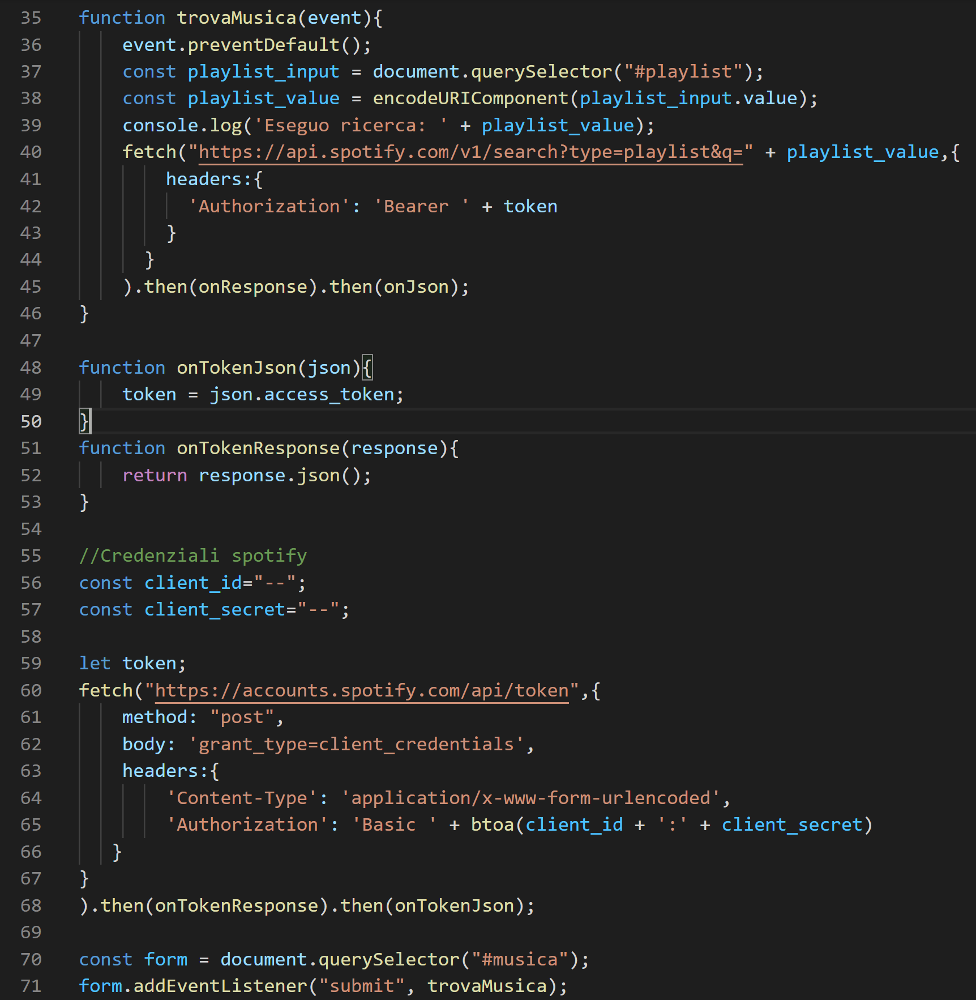 35 function trovaMusica(event){
36     event.preventDefault();
37     const playlist_input = document.querySelector("#playlist");
38     const playlist_value = encodeURIComponent(playlist_input.value);
39     console.log('Eseguo ricerca: ' + playlist_value);
40     fetch("https://api.spotify.com/v1/search?type=playlist&q=" + playlist_value,{
41         headers:{
42           'Authorization': 'Bearer ' + token
43         }
44       }
45     ).then(onResponse).then(onJson);
46 }
47
48 function onTokenJson(json){
49     token = json.access_token;
50 }
51 function onTokenResponse(response){
52     return response.json();
53 }
54
55 //Credenziali spotify
56 const client_id="--";
57 const client_secret="--";
58
59 let token;
60 fetch("https://accounts.spotify.com/api/token",{
61     method: "post",
62     body: 'grant_type=client_credentials',
63     headers:{
64         'Content-Type': 'application/x-www-form-urlencoded',
65         'Authorization': 'Basic ' + btoa(client_id + ':' + client_secret)
66    }
67 }
68 ).then(onTokenResponse).then(onTokenJson);
69
70 const form = document.querySelector("#musica");
71 form.addEventListener("submit", trovaMusica);